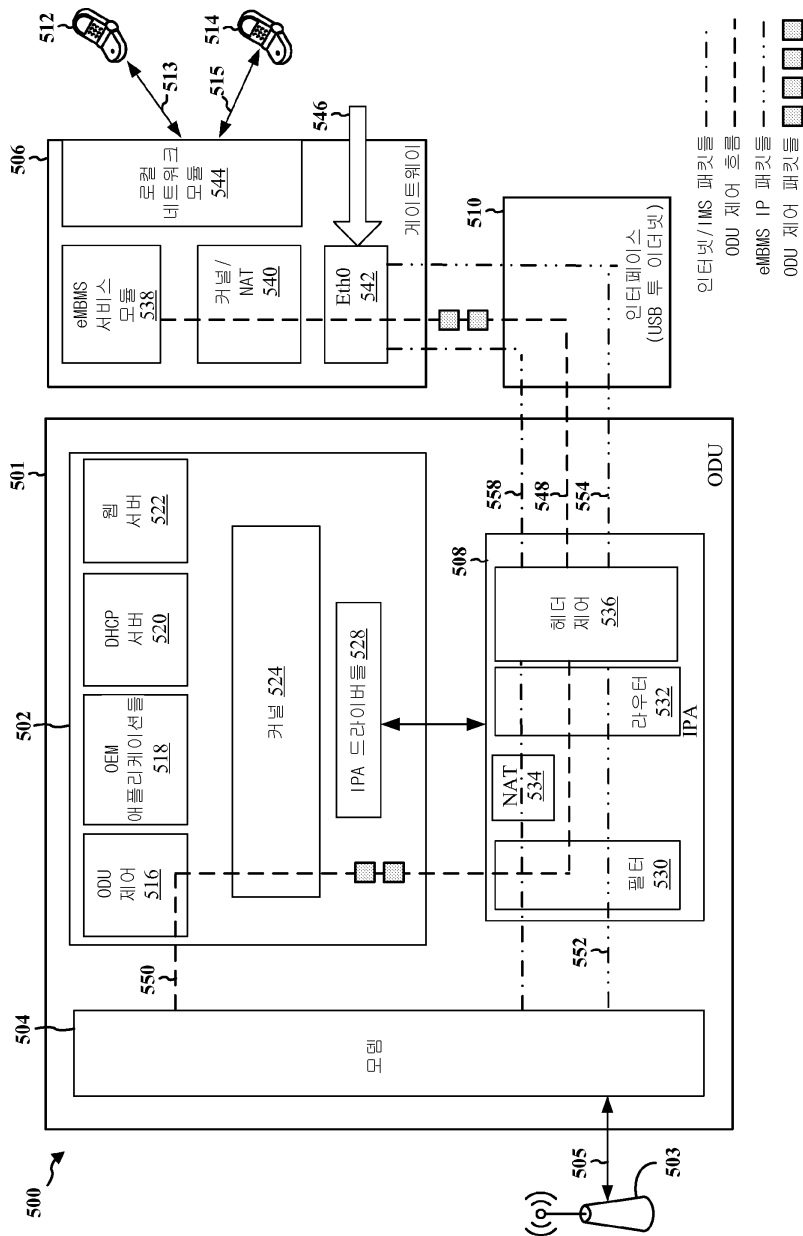 500
501
502
ODU
제어
516
OEM
애플리케이션들
518
DHCP
서버
520
웹
서버
522
커널 524
IPA 드라이버들 528
504
모뎀
550
552
505
503
508
필터
530
NAT
534
라우터
532
IPA
헤더
제어
536
ODU
558
548
554
506
eMBMS
서비스
모듈
538
커널/
NAT
540
Eth0
542
로컬
네트워크
모듈
544
게이트웨이
546
512
513
514
515
510
인터페이스
(USB 투 이더넷)
인터넷/IMS 패킷들
ODU 제어 흐름
eMBMS IP 패킷들
ODU 제어 패킷들